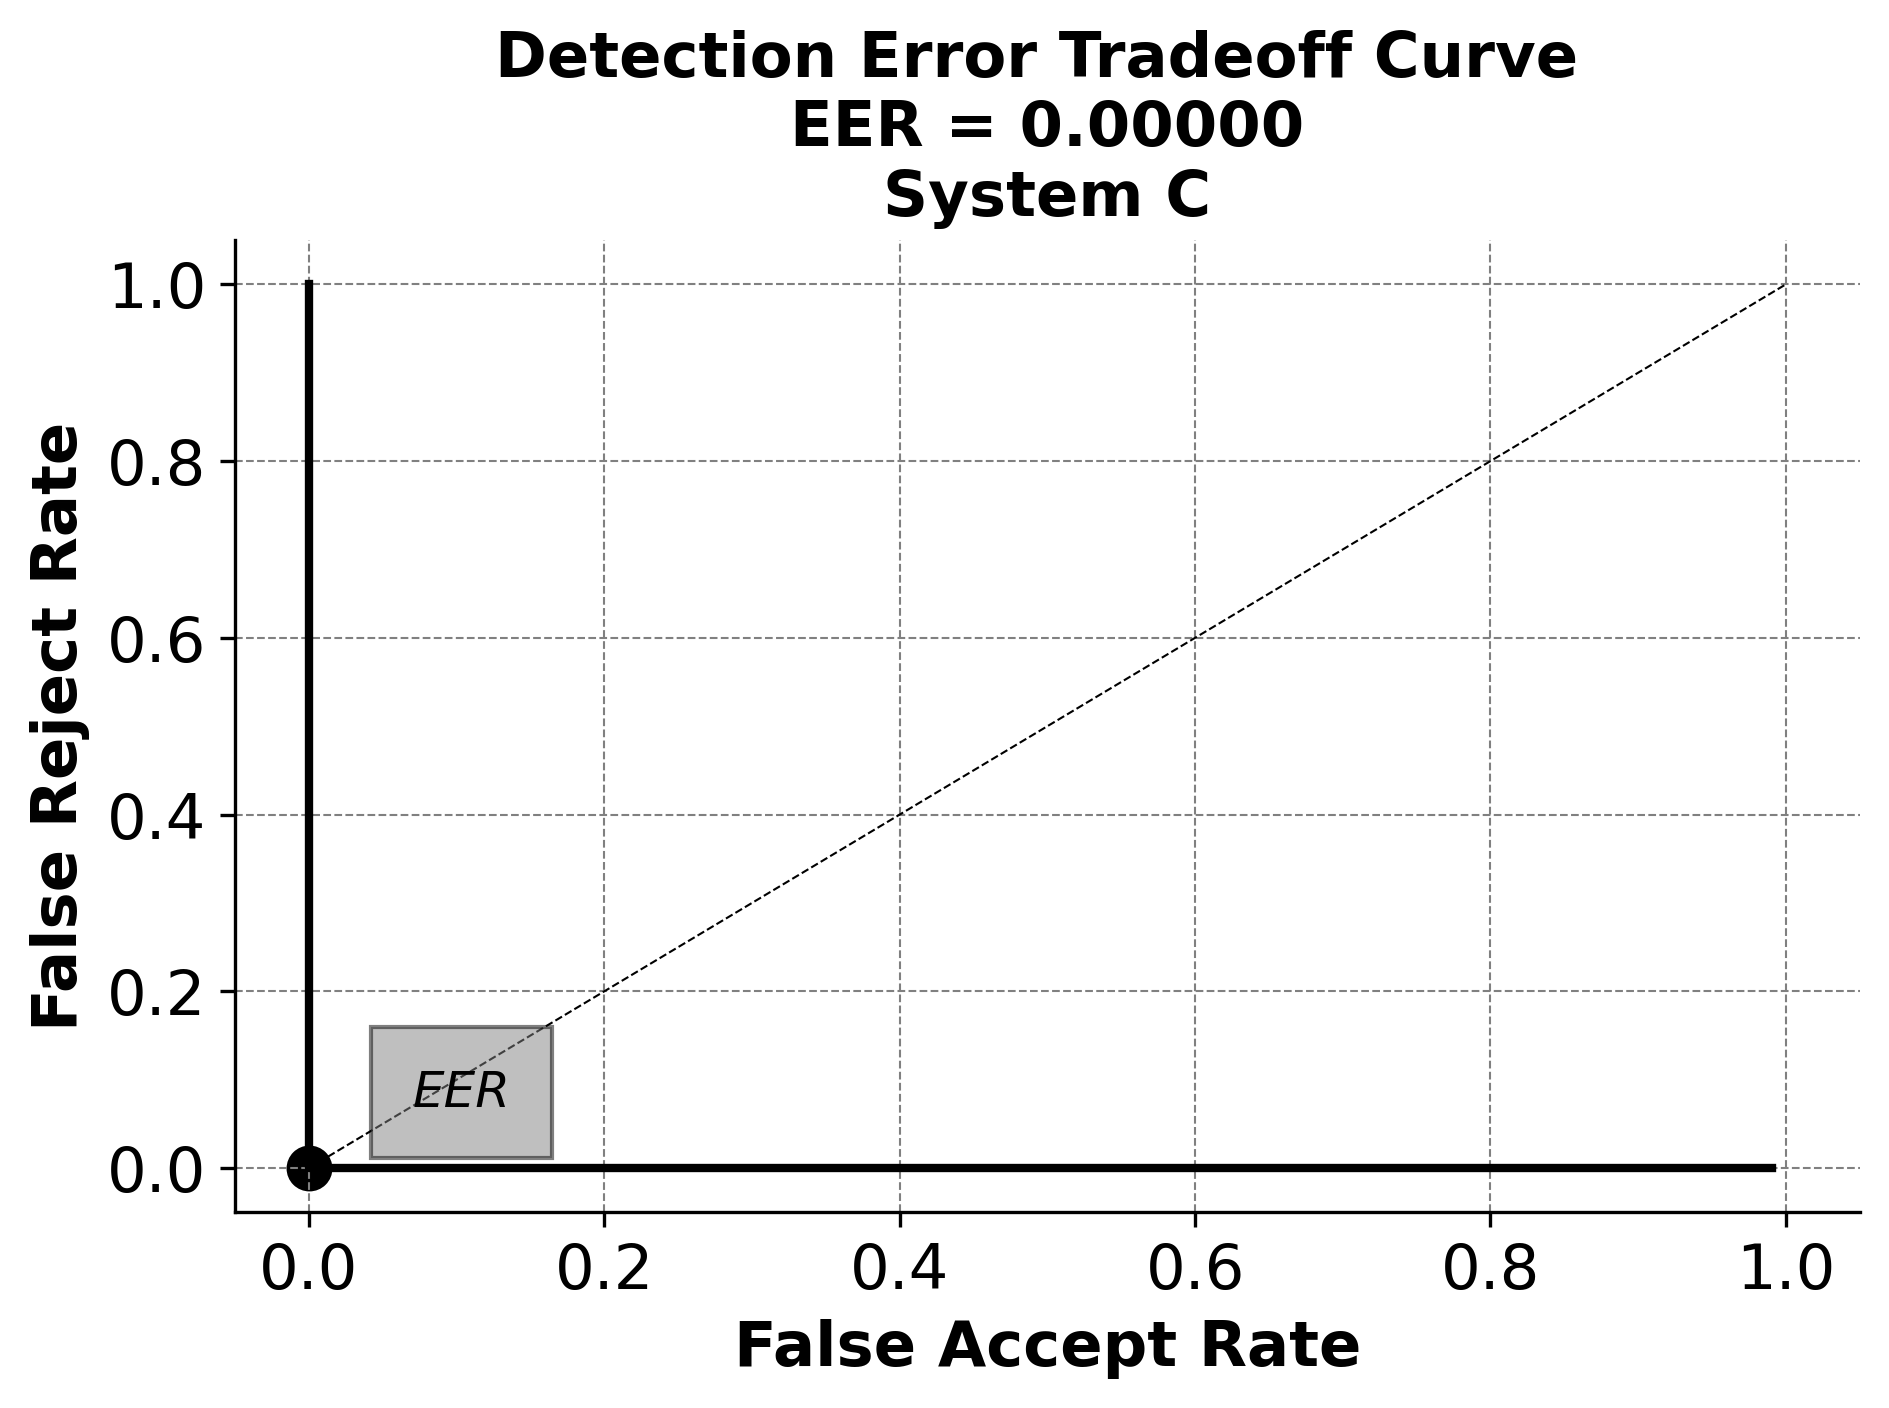 Detection Error Tradeoff Curve
EER = 0.00000
System C
False Reject Rate
1.0
0.8
0.6
0.4
0.2
0.0
EER
0.0 0.2 0.4 0.6 0.8 1.0
False Accept Rate